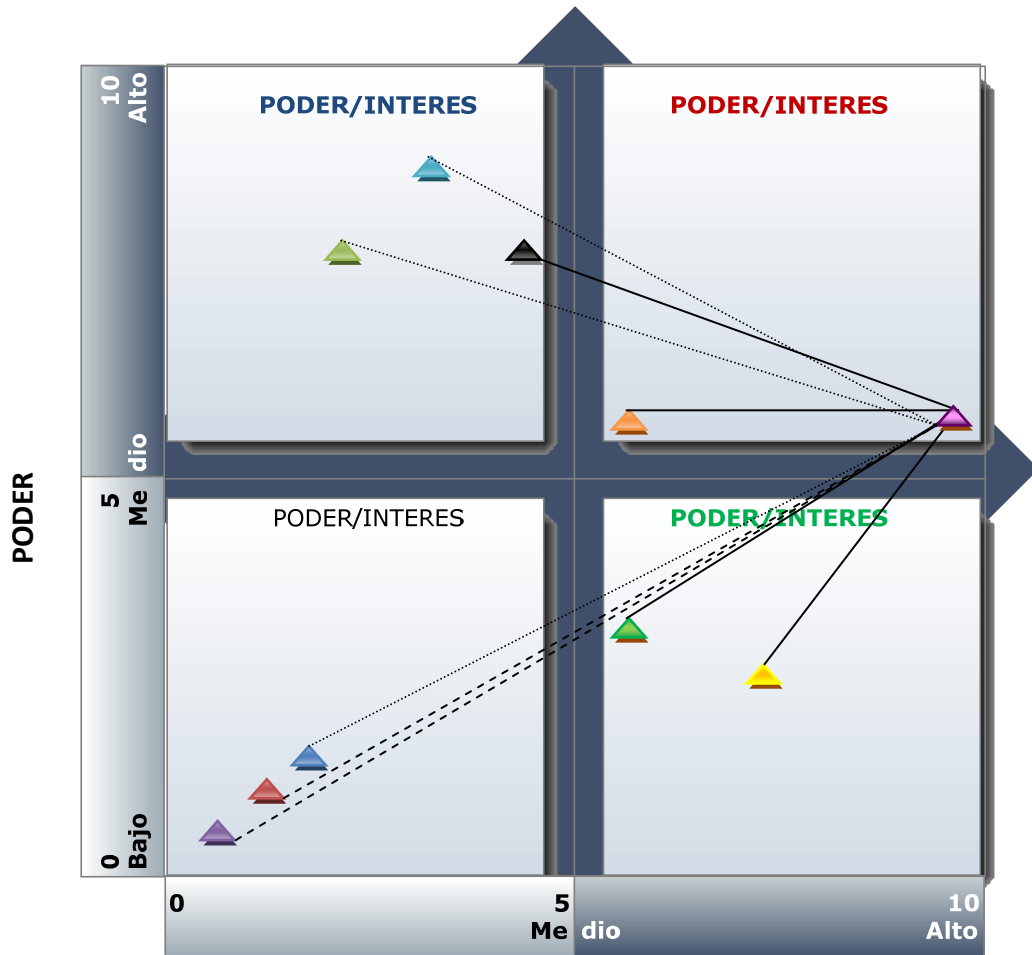 10
Alto
PODER/INTERES
PODER/INTERES
PODER
5
Me dio
PODER/INTERES
PODER/INTERES
0
Bajo
0
5
10
Me dio
Alto